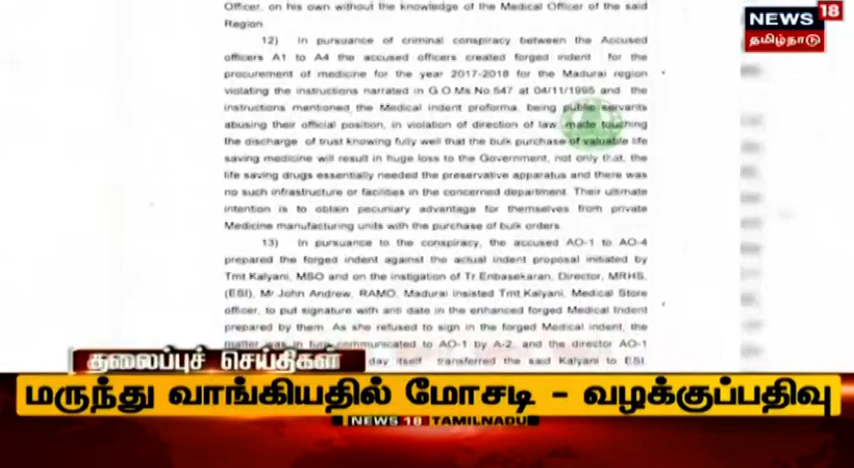 Officer, on his own without the knowledge of the Medical Officer of the said
Region.
12) In pursuance of criminal conspiracy between the Accused
officers A1 to A4 the accused officers created forged indent for the
procurement of medicine for the year 2017-2018 for the Madurai region
violating the instructions narrated in G.O.Ms.No.547 at 04/11/1995 and the
instructions mentioned the Medical indent proforma, being public servants
abusing their official position, in violation of direction of law made touching
the discharge of trust knowing fully well that the bulk purchase of valuable life
saving medicine will result in huge loss to the Government, not only that, the
life saving drugs essentially needed the preservative apparatus and there was
no such infrastructure or facilities in the concerned department. Their ultimate
intention is to obtain pecuniary advantage for themselves from private
Medicine manufacturing units with the purchase of bulk orders.
13) In pursuance to the conspiracy, the accused AO-1 to AO-4
prepared the forged indent against the actual indent proposal initiated by
Tmt.Kalyani, MSO and on the instigation of Tr.Enbasekaran, Director, MRHS,
(ESI), Mr.John Andrew, RAMO, Madurai insisted Tmt.Kalyani, Medical Store
officer, to put signature with anti date in the enhanced forged Medical Indent
prepared by them. As she refused to sign in the forged Medical indent, the
matter was in turn communicated to AO-1 by A-2, and the director AO-1
day itself transferred the said Kalyani to ESI,
NEWS 18
தமிழ்நாடு
தலைப்புச் செய்திகள்
மருந்து வாங்கியதில் மோசடி - வழக்குப்பதிவு
NEWS 18 TAMILNADU